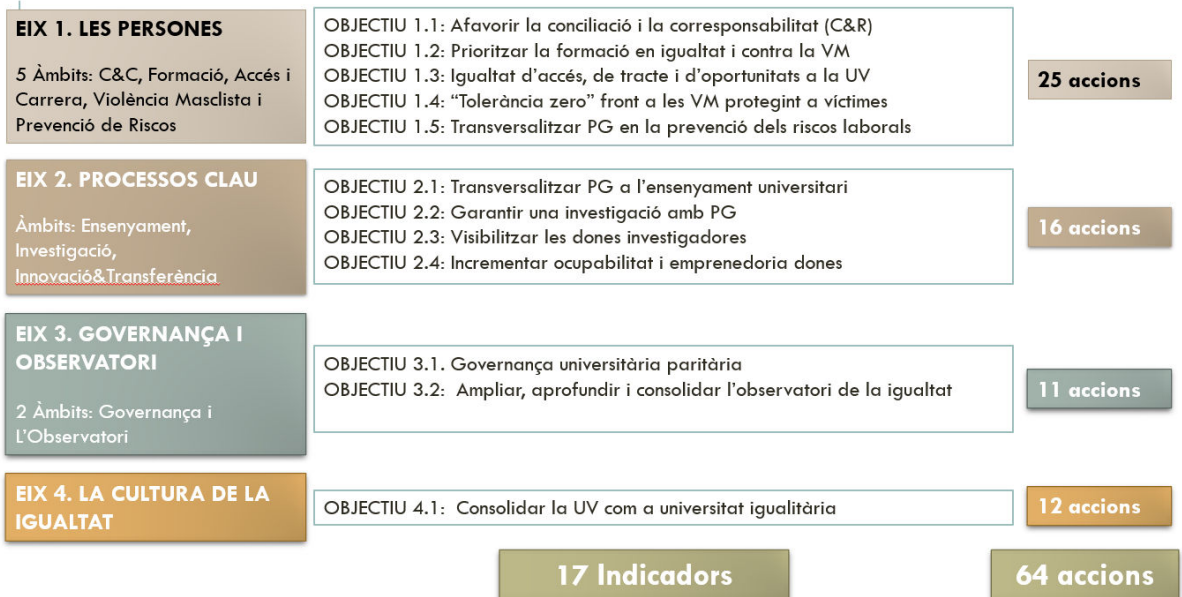 EIX 1. LES PERSONES
5 Àmbits: C&C, Formació, Accés i
Carrera, Violència Masclista i
Prevenció de Riscos
OBJECTIU 1.1: Afavorir la conciliació i la corresponsabilitat (C&R)
OBJECTIU 1.2: Prioritzar la formació en igualtat i contra la VM
OBJECTIU 1.3: Igualtat d'accés, de tracte i d'oportunitats a la UV
OBJECTIU 1.4: “Tolerància zero” front a les VM protegint a víctimes
OBJECTIU 1.5: Transversalitzar PG en la prevenció dels riscos laborals
25 accions
EIX 2. PROCESSOS CLAU
Àmbits: Ensenyament,
Investigació,
Innovació&Transferència
OBJECTIU 2.1: Transversalitzar PG a l'ensenyament universitari
OBJECTIU 2.2: Garantir una investigació amb PG
OBJECTIU 2.3: Visibilitzar les dones investigadores
OBJECTIU 2.4: Incrementar ocupabilitat i emprenedoria dones
16 accions
EIX 3. GOVERNANÇA I
OBSERVATORI
2 Àmbits: Governança i
L'Observatori
OBJECTIU 3.1. Governança universitària paritària
OBJECTIU 3.2: Ampliar, aprofundir i consolidar l'observatori de la igualtat
11 accions
EIX 4. LA CULTURA DE LA
IGUALTAT
OBJECTIU 4.1: Consolidar la UV com a universitat igualitària
12 accions
17 Indicadors
64 accions